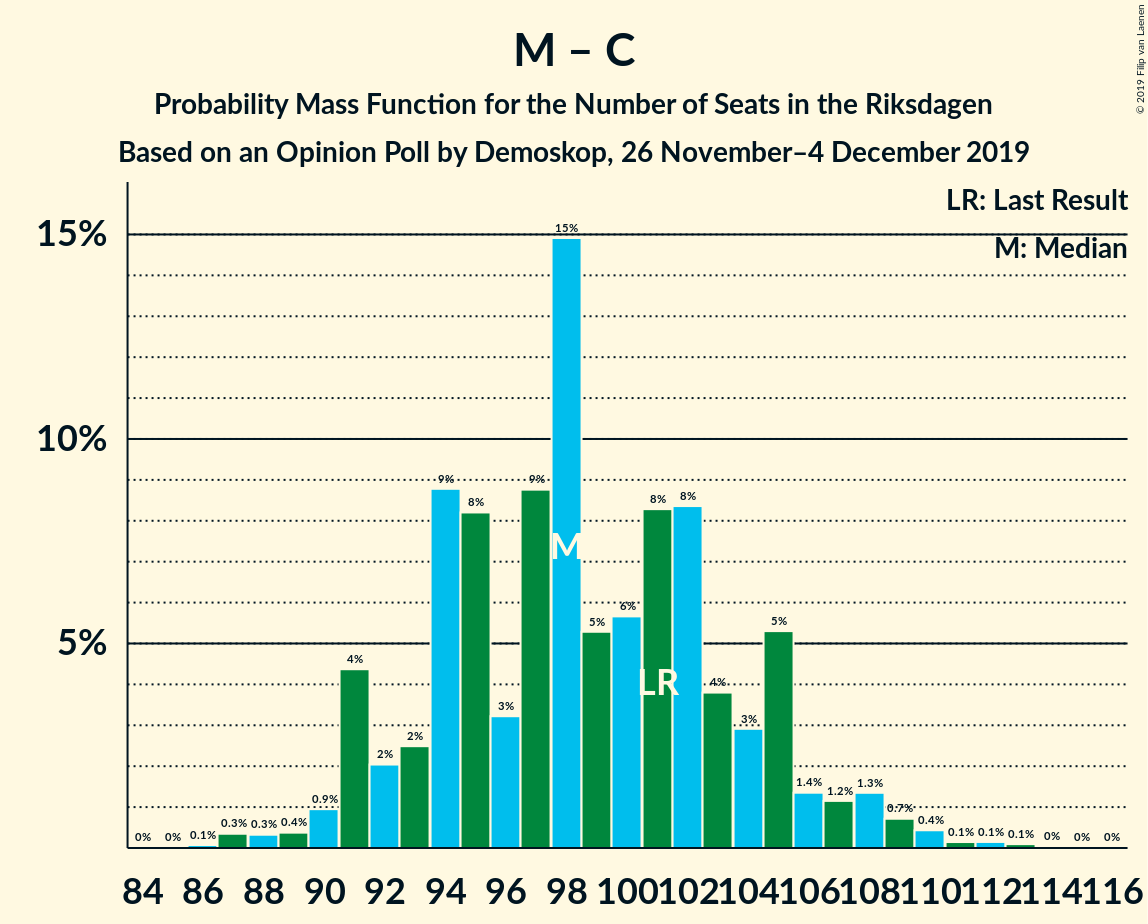 M – C
Probability Mass Function for the Number of Seats in the Riksdagen
Based on an Opinion Poll by Demoskop, 26 November–4 December 2019
© 2019 Filip van Laenen
LR: Last Result
M: Median
15%
10%
5%
0% 0% 0.1% 0.3% 0.3% 0.4% 0.9% 4% 2% 2% 9% 8% 3% 9% 15% 5% 6% 8% 8% 4% 3% 5% 1.4% 1.2% 1.3% 0.7% 0.4% 0.1% 0.1% 0.1% 0% 0% 0%
M
LR
84 86 88 90 92 94 96 98 100 102 104 106 108 110 112 114 116